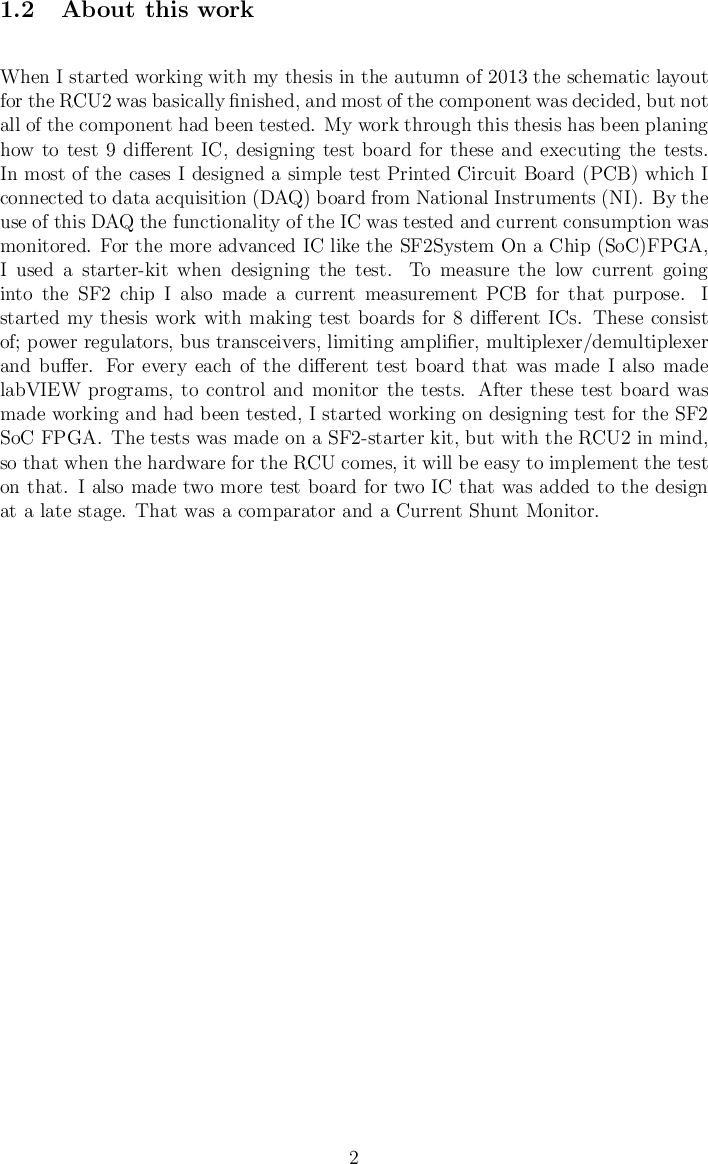 1.2 About this work
When I started working with my thesis in the autumn of 2013 the schematic layout
for the RCU2 was basically finished, and most of the component was decided, but not
all of the component had been tested. My work through this thesis has been planing
how to test 9 different IC, designing test board for these and executing the tests.
In most of the cases I designed a simple test Printed Circuit Board (PCB) which I
connected to data acquisition (DAQ) board from National Instruments (NI). By the
use of this DAQ the functionality of the IC was tested and current consumption was
monitored. For the more advanced IC like the SF2System On a Chip (SoC)FPGA,
I used a starter-kit when designing the test. To measure the low current going
into the SF2 chip I also made a current measurement PCB for that purpose. I
started my thesis work with making test boards for 8 different ICs. These consist
of; power regulators, bus transceivers, limiting amplifier, multiplexer/demultiplexer
and buffer. For every each of the different test board that was made I also made
labVIEW programs, to control and monitor the tests. After these test board was
made working and had been tested, I started working on designing test for the SF2
SoC FPGA. The tests was made on a SF2-starter kit, but with the RCU2 in mind,
so that when the hardware for the RCU comes, it will be easy to implement the test
on that. I also made two more test board for two IC that was added to the design
at a late stage. That was a comparator and a Current Shunt Monitor.
2